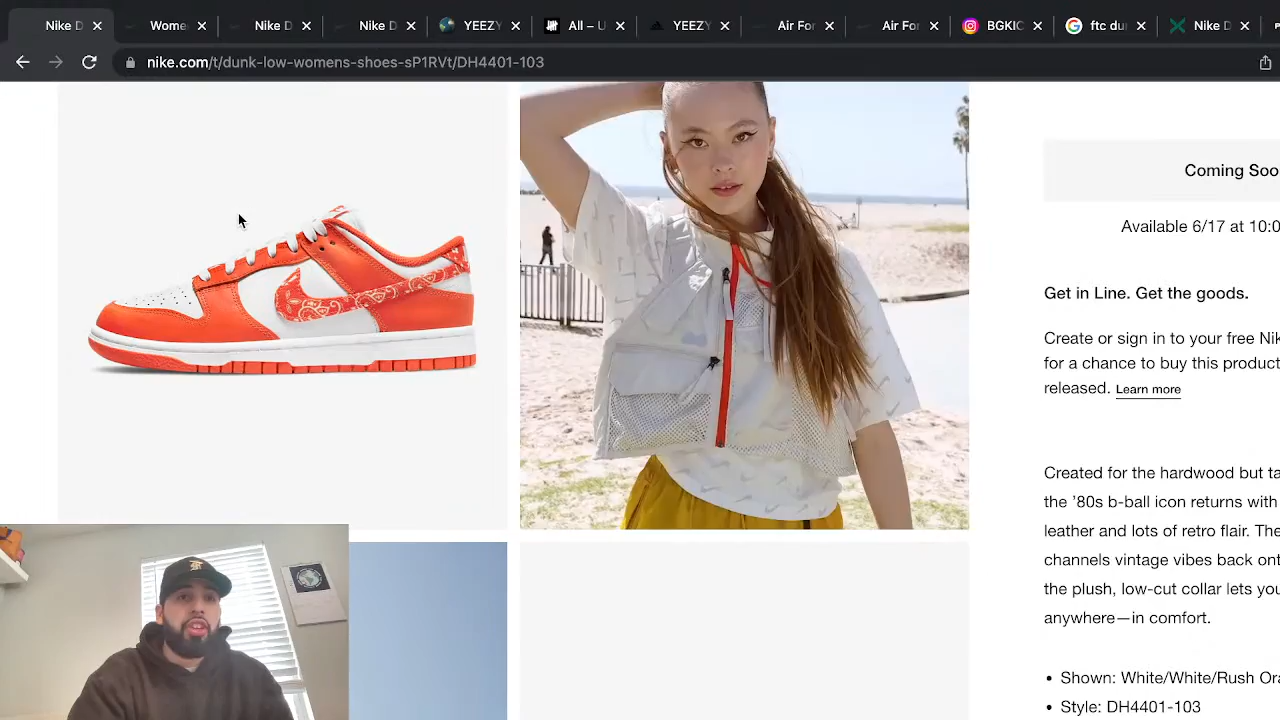 Nike D
Wome
Nike D
Nike D
YEEZY
All – U
YEEZY
Air For
Air For
BGKIC
ftc du
Nike D
nike.com/t/dunk-low-womens-shoes-sP1RVt/DH4401-103
Coming Soo
Available 6/17 at 10:0
Get in Line. Get the goods.
Create or sign in to your free Nik
for a chance to buy this product
released. Learn more
Created for the hardwood but ta
the '80s b-ball icon returns with
leather and lots of retro flair. The
channels vintage vibes back ont
the plush, low-cut collar lets you
anywhere—in comfort.
• Shown: White/White/Rush Ora
• Style: DH4401-103